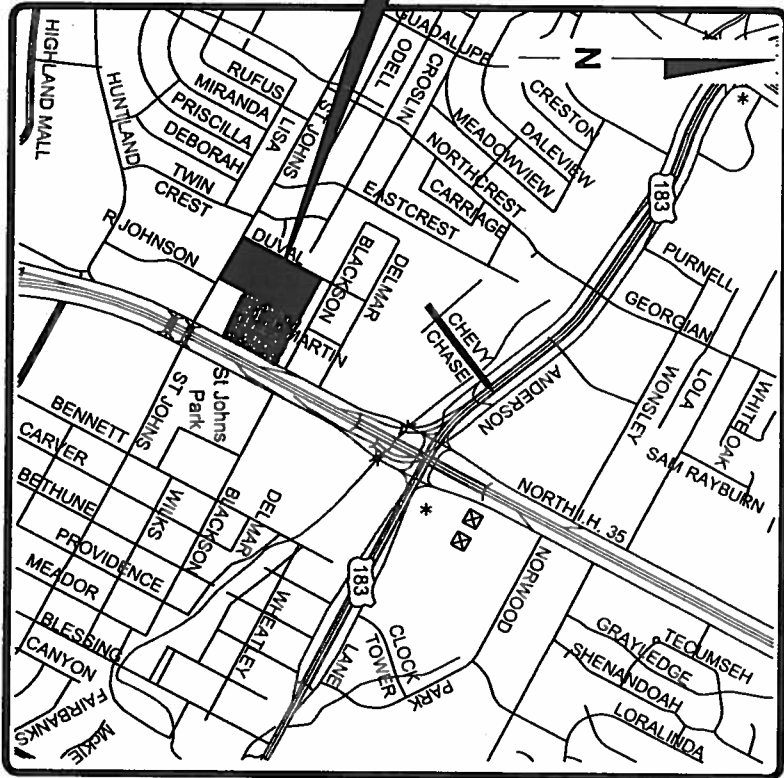 GUADALUPE
ODELL
CROSLIN
N
CRESTON
DALEVIEW
MEADOWVIEW
NORTHCREST
CARRIAGE
EASTCREST
HIGHLAND MALL
HUNTLAND
RUFUS
MIRANDA
PRISCILLA
DEBORAH
LISA
ST JOHNS
TWIN
CREST
R JOHNSON
DUVAL
BLACKSON
DELMAR
MARTIN
CHEVY
CHASE
183
PURNELL
GEORGIAN
ANDERSON
WONSLEY
LOLA
WHITE OAK
SAM RAYBURN
NORTH I.H. 35
St Johns
Park
ST JOHNS
BENNETT
CARVER
BETHUNE
WILKS
BLACKSON
DELMAR
PROVIDENCE
MEADOR
BLESSING
CANYON
FAIRBANKS
McKIE
WHEATLEY
183
LANE
CLOCK
TOWER
PARK
NORWOOD
GRAYLEDGE
TECUMSEH
SHENANDOAH
LORALINDA